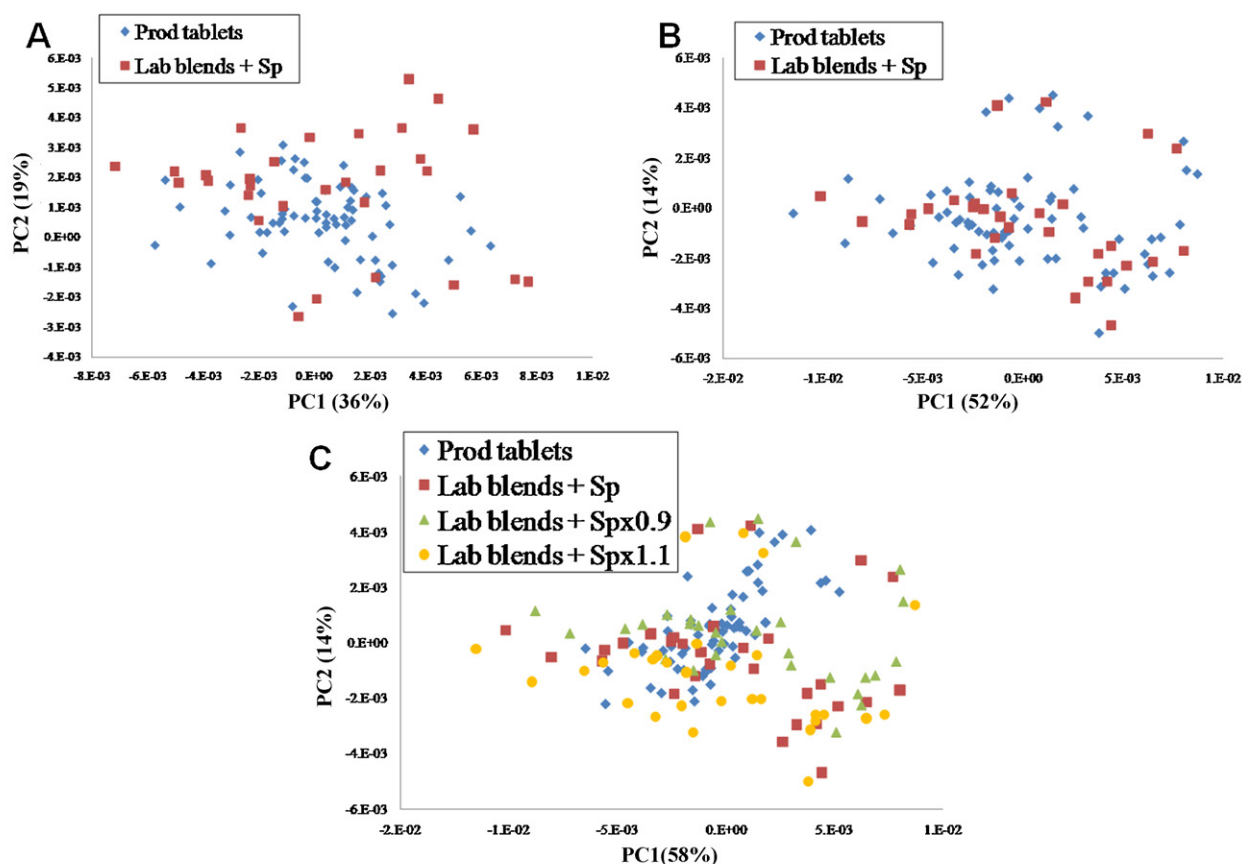 A
Prod tablets
Lab blends + Sp
6.E-03
5.E-03
4.E-03
3.E-03
2.E-03
1.E-03
0.E+00
-1.E-03
-2.E-03
-3.E-03
-4.E-03
PC2 (19%)
-8.E-03 -6.E-03 -4.E-03 -2.E-03 0.E+00 2.E-03 4.E-03 6.E-03 8.E-03 1.E-02
PC1 (36%)
B
Prod tablets
Lab blends + Sp
6.E-03
4.E-03
2.E-03
0.E+00
-2.E-03
-4.E-03
-6.E-03
PC2 (14%)
-2.E-02 -1.E-02 -5.E-03 0.E+00 5.E-03 1.E-02
PC1 (52%)
C
Prod tablets
Lab blends + Sp
Lab blends + Spx0.9
Lab blends + Spx1.1
6.E-03
4.E-03
2.E-03
0.E+00
-2.E-03
-4.E-03
-6.E-03
PC2 (14%)
-2.E-02 -1.E-02 -5.E-03 0.E+00 5.E-03 1.E-02
PC1(58%)